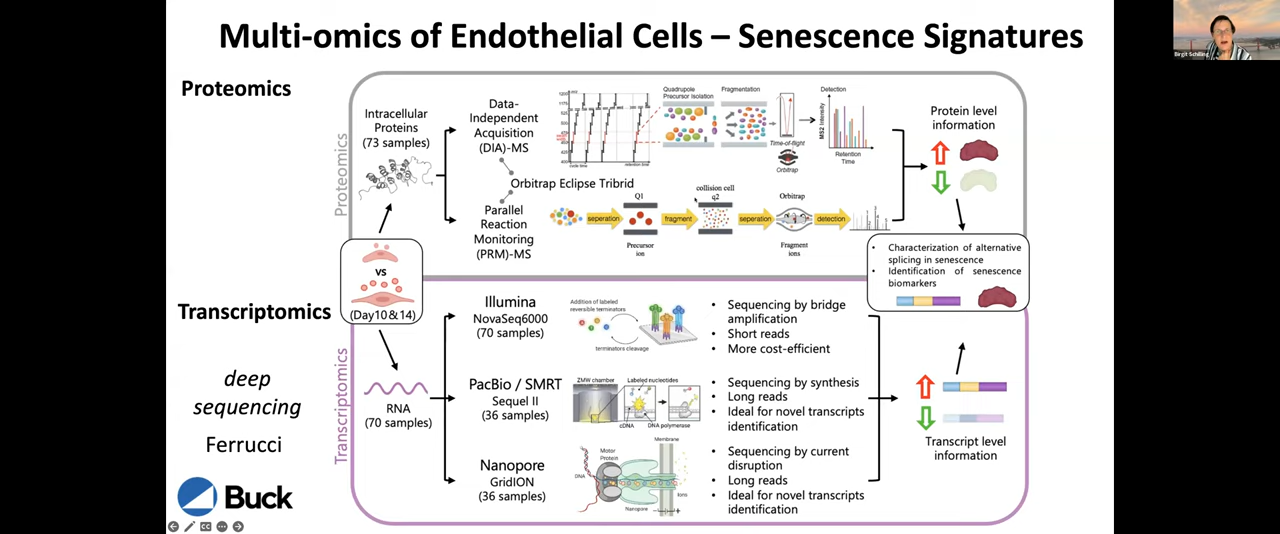 Multi-omics of Endothelial Cells – Senescence Signatures
Birgit Schilling
Proteomics
Proteomics
Intracellular
Proteins
(73 samples)
Data-
Independent
Acquisition
(DIA)-MS
Orbitrap Eclipse Tribrid
Parallel
Reaction
Monitoring
(PRM)-MS
cycle time
retention time
Quadrupole
Precursor Isolation
Fragmentation
Time-of-flight
Orbitrap
Detection
MS2 Intensity
Retention
Time
seperation
Q1
Precursor
ion
fragment
collision cell
q2
seperation
Orbitrap
Fragment
ions
detection
Protein level
information
vs
(Day10 & 14)
Characterization of alternative
splicing in senescence
Identification of senescence
biomarkers
Transcriptomics
Transcriptomics
deep
sequencing
Ferrucci
Buck
RNA
(70 samples)
Illumina
NovaSeq6000
(70 samples)
Addition of labeled
reversible terminators
terminators cleavage
Sequencing by bridge
amplification
Short reads
More cost-efficient
PacBio / SMRT
Sequel II
(36 samples)
ZMW chamber
Labeled nucleotides
cDNA
DNA polymerase
Sequencing by synthesis
Long reads
Ideal for novel transcripts
identification
Nanopore
GridION
(36 samples)
Motor
Protein
Membrane
DNA
Ions
Nanopore
Sequencing by current
disruption
Long reads
Ideal for novel transcripts
identification
Transcript level
information